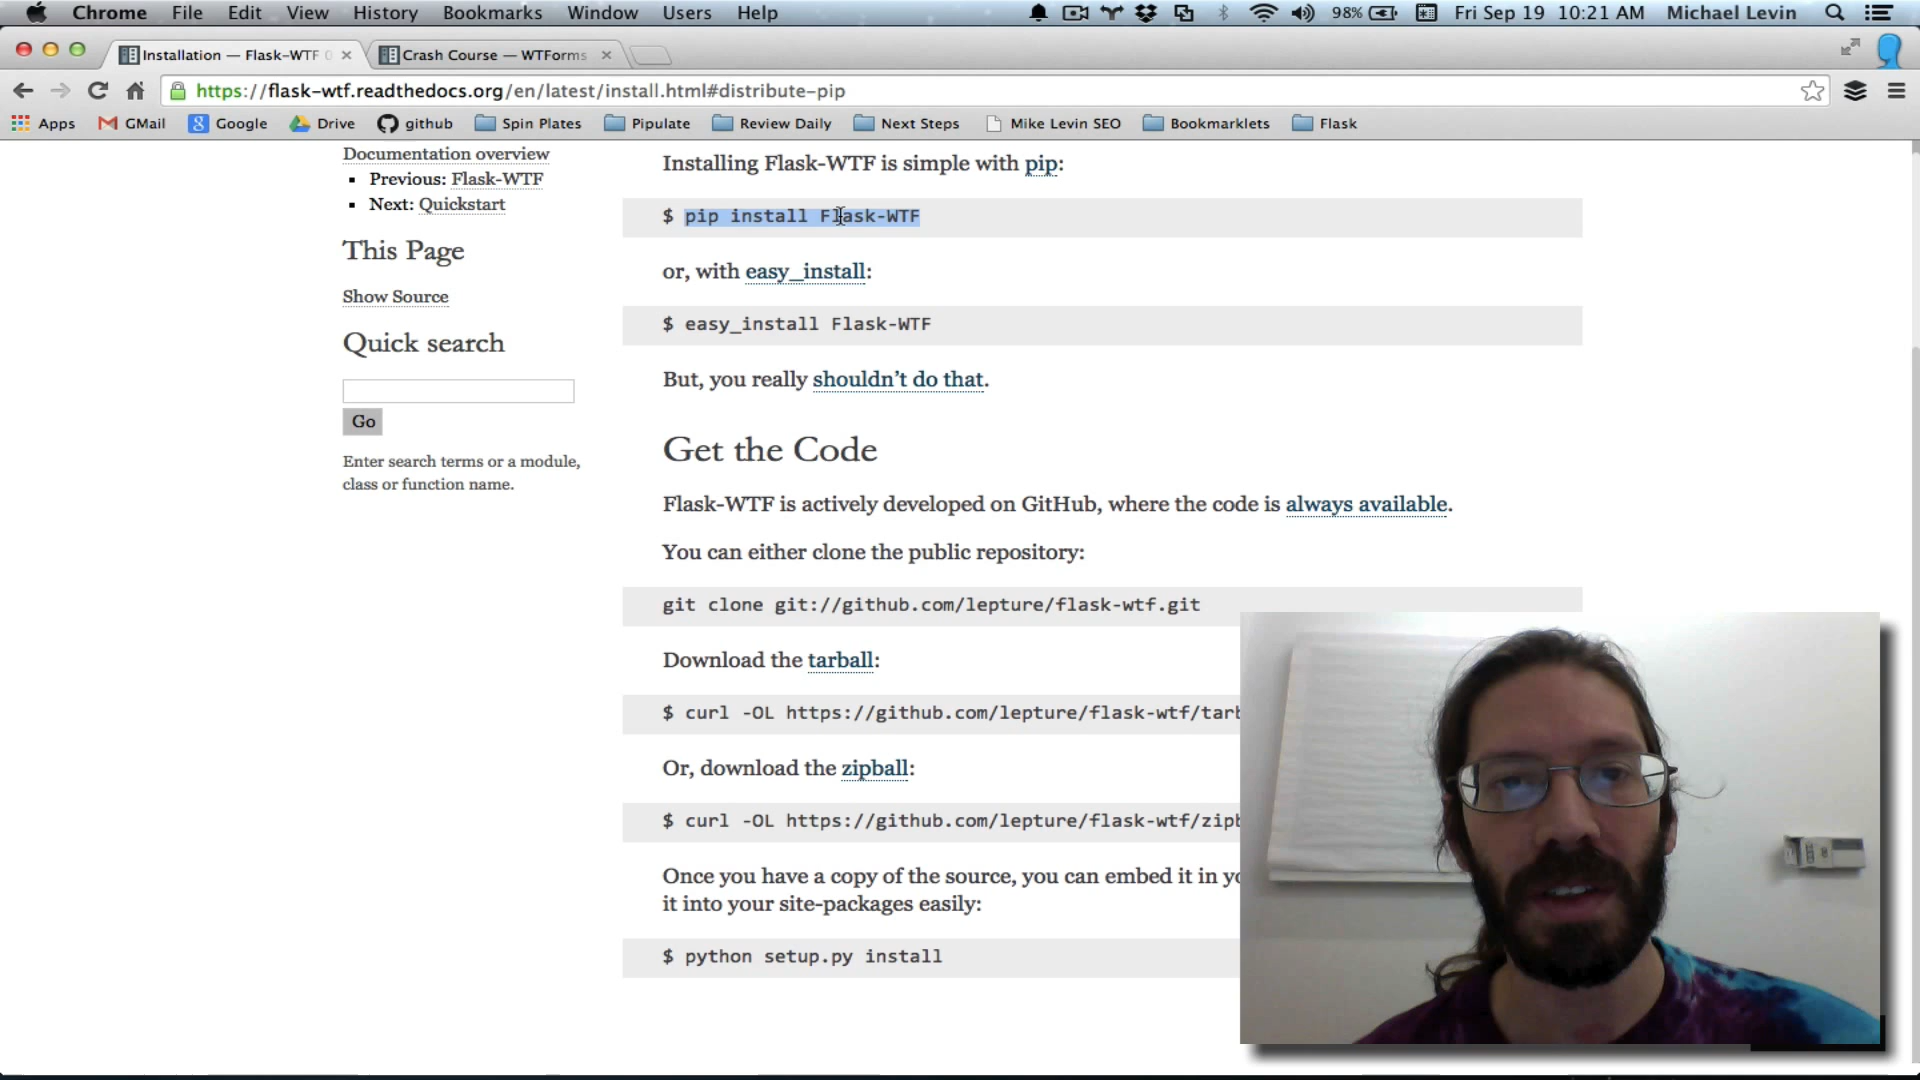 Chrome File Edit View History Bookmarks Window Users Help 98% Fri Sep 19 10:21 AM Michael Levin
Installation — Flask-WTF 0 Crash Course — WTForms
https://flask-wtf.readthedocs.org/en/latest/install.html#distribute-pip
Apps GMail Google Drive github Spin Plates Pipulate Review Daily Next Steps Mike Levin SEO Bookmarklets Flask
Documentation overview
Previous: Flask-WTF
Next: Quickstart
This Page
Show Source
Quick search
Go
Enter search terms or a module,
class or function name.
Installing Flask-WTF is simple with pip:
$ pip install Flask-WTF
or, with easy_install:
$ easy_install Flask-WTF
But, you really shouldn't do that.
Get the Code
Flask-WTF is actively developed on GitHub, where the code is always available.
You can either clone the public repository:
git clone git://github.com/lepture/flask-wtf.git
Download the tarball:
$ curl -OL https://github.com/lepture/flask-wtf/tarb
Or, download the zipball:
$ curl -OL https://github.com/lepture/flask-wtf/zipb
Once you have a copy of the source, you can embed it in yo
it into your site-packages easily:
$ python setup.py install